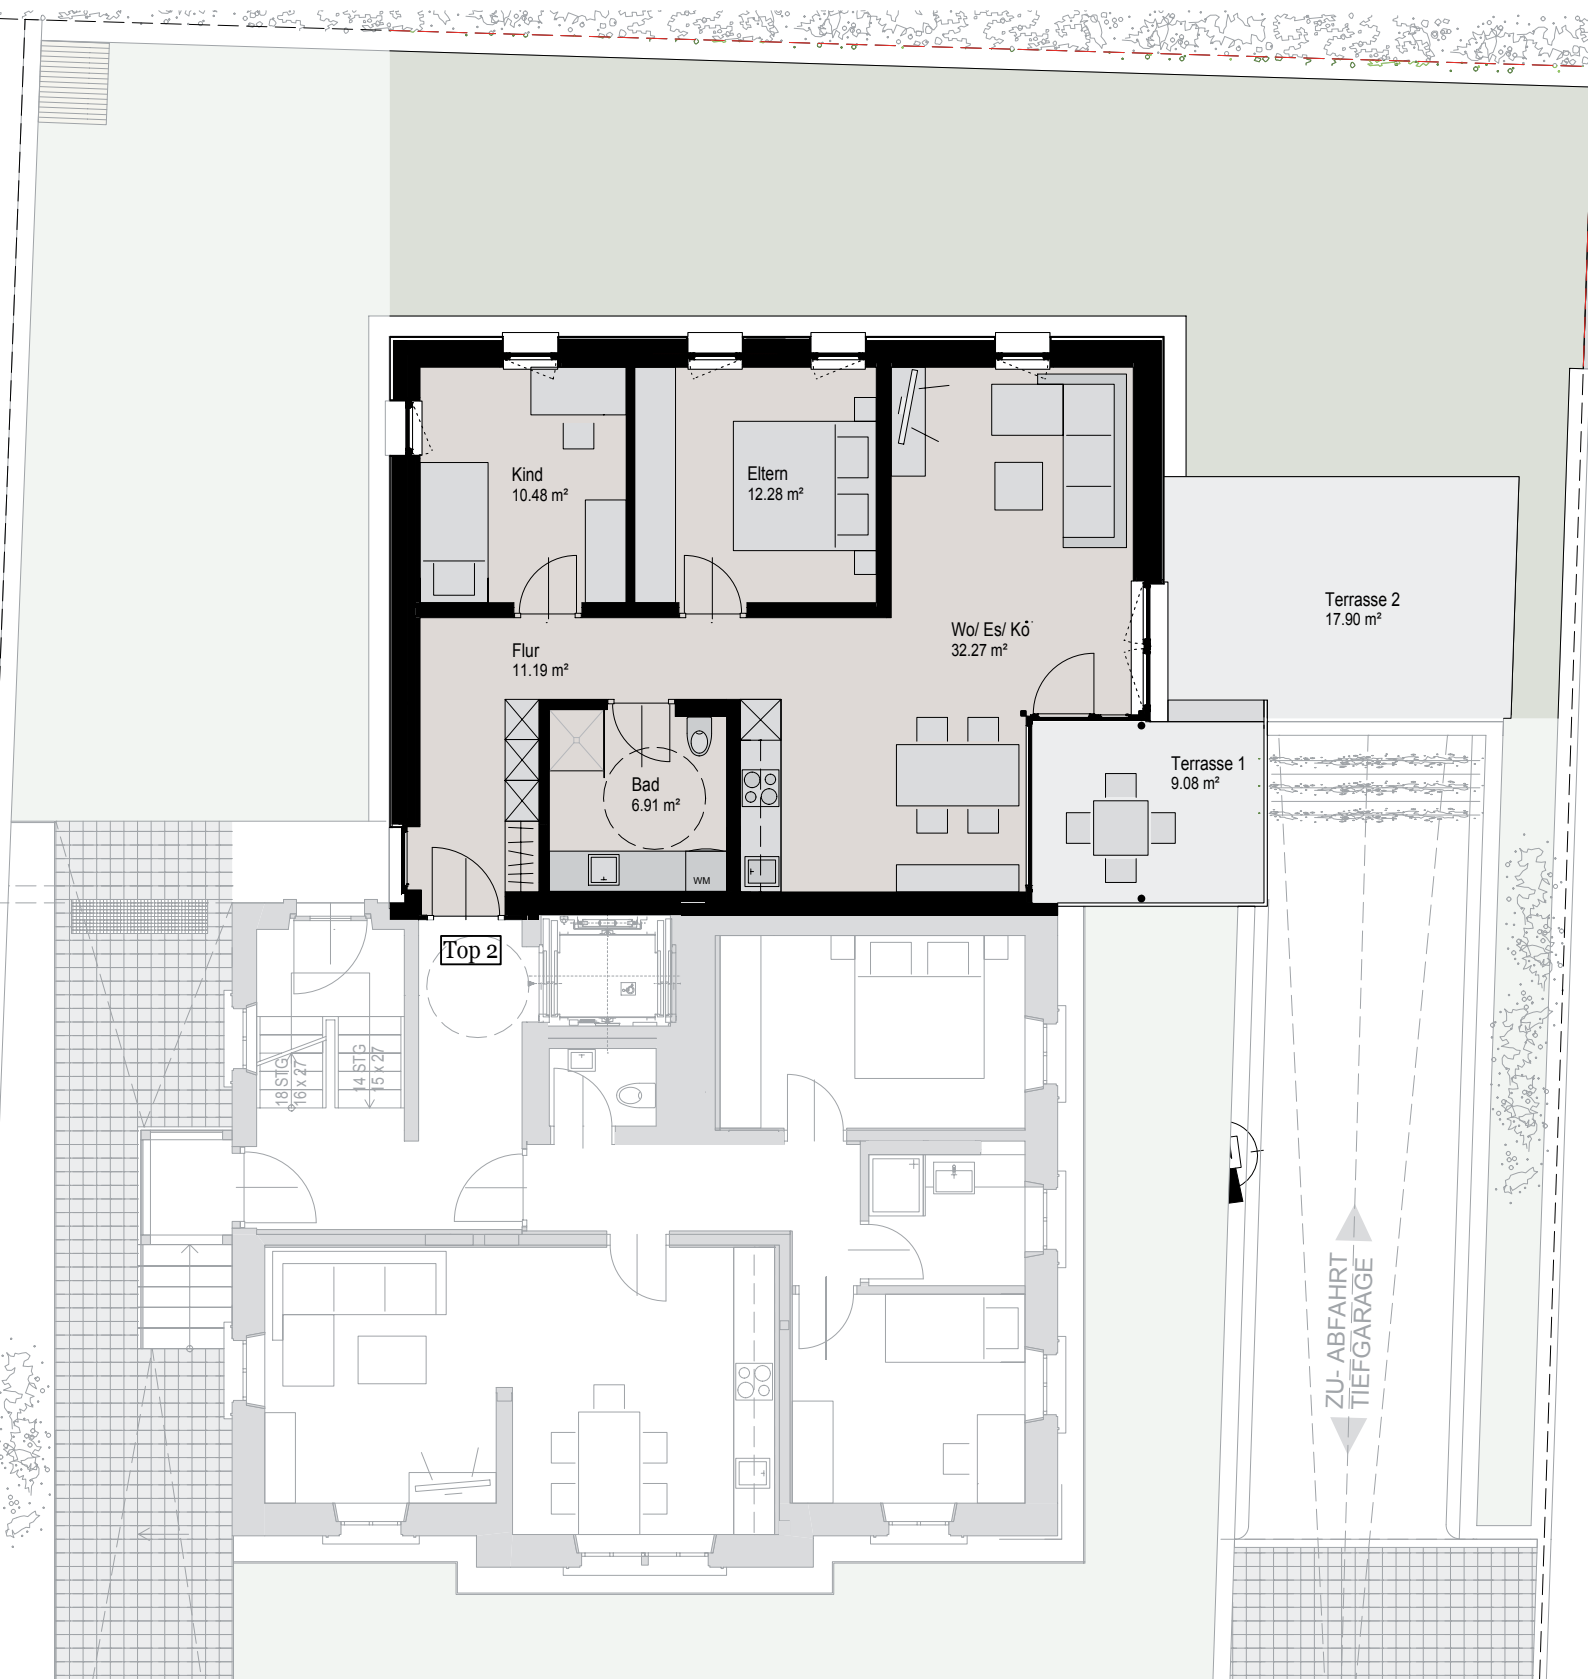 Kind
10.48 m²
Eltern
12.28 m²
Terrasse 2
17.90 m²
Wo/ Es/ Kö
32.27 m²
Flur
11.19 m²
Terrasse 1
9.08 m²
Bad
6.91 m²
WM
Top 2
18 STG
16 x 27
14 STG
15 x 27
ZU- ABFAHRT
TIEFGARAGE